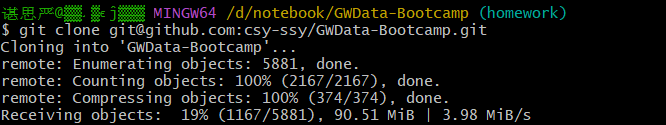 谌思严@ MINGW64 /d/notebook/GWData-Bootcamp (homework)
$ git clone git@github.com:csy-ssy/GWData-Bootcamp.git
Cloning into 'GWData-Bootcamp'...
remote: Enumerating objects: 5881, done.
remote: Counting objects: 100% (2167/2167), done.
remote: Compressing objects: 100% (374/374), done.
Receiving objects:  19% (1167/5881), 90.51 MiB | 3.98 MiB/s